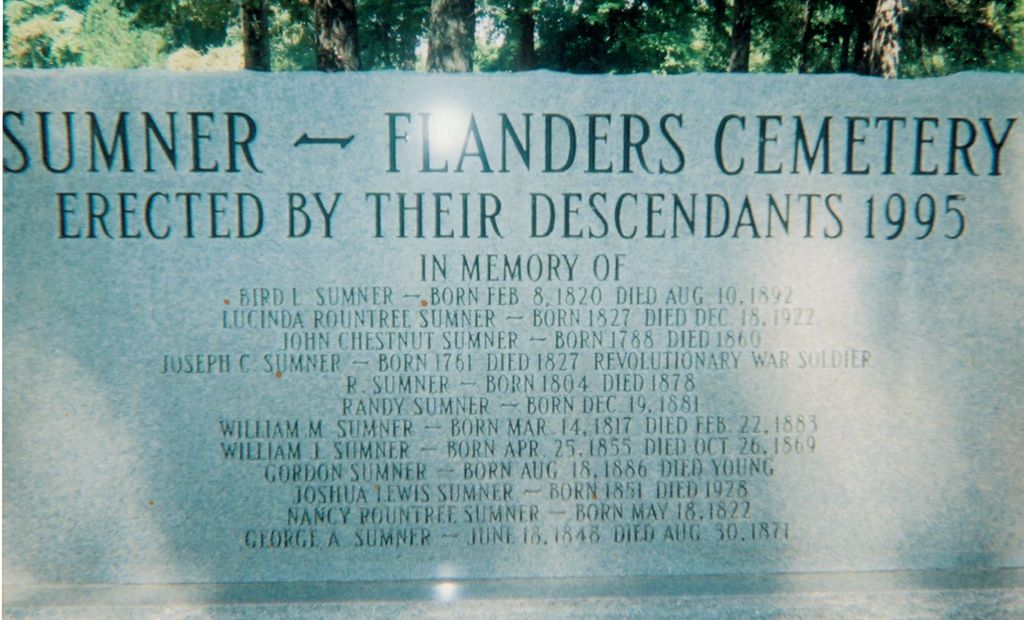 SUMNER ~ FLANDERS CEMETERY
ERECTED BY THEIR DESCENDANTS 1995
IN MEMORY OF
BIRD L SUMNER ~ BORN FEB. 8, 1820 DIED AUG. 10, 1892
LUCINDA ROUNTREE SUMNER ~ BORN 1827 DIED DEC. 18, 1922
JOHN CHESTNUT SUMNER ~ BORN 1788 DIED 1860
JOSEPH C. SUMNER ~ BORN 1761 DIED 1827 REVOLUTIONARY WAR SOLDIER
R. SUMNER ~ BORN 1804 DIED 1878
RANDY SUMNER ~ BORN DEC. 19, 1881
WILLIAM M. SUMNER ~ BORN MAR. 14, 1817 DIED FEB. 22, 1883
WILLIAM J. SUMNER ~ BORN APR. 25, 1855 DIED OCT. 26, 1869
GORDON SUMNER ~ BORN AUG. 18, 1886 DIED YOUNG
JOSHUA LEWIS SUMNER ~ BORN 1851 DIED 1928
NANCY ROUNTREE SUMNER ~ BORN MAY 18, 1822
GEORGE A. SUMNER ~ JUNE 18, 1848 DIED AUG. 30, 1871